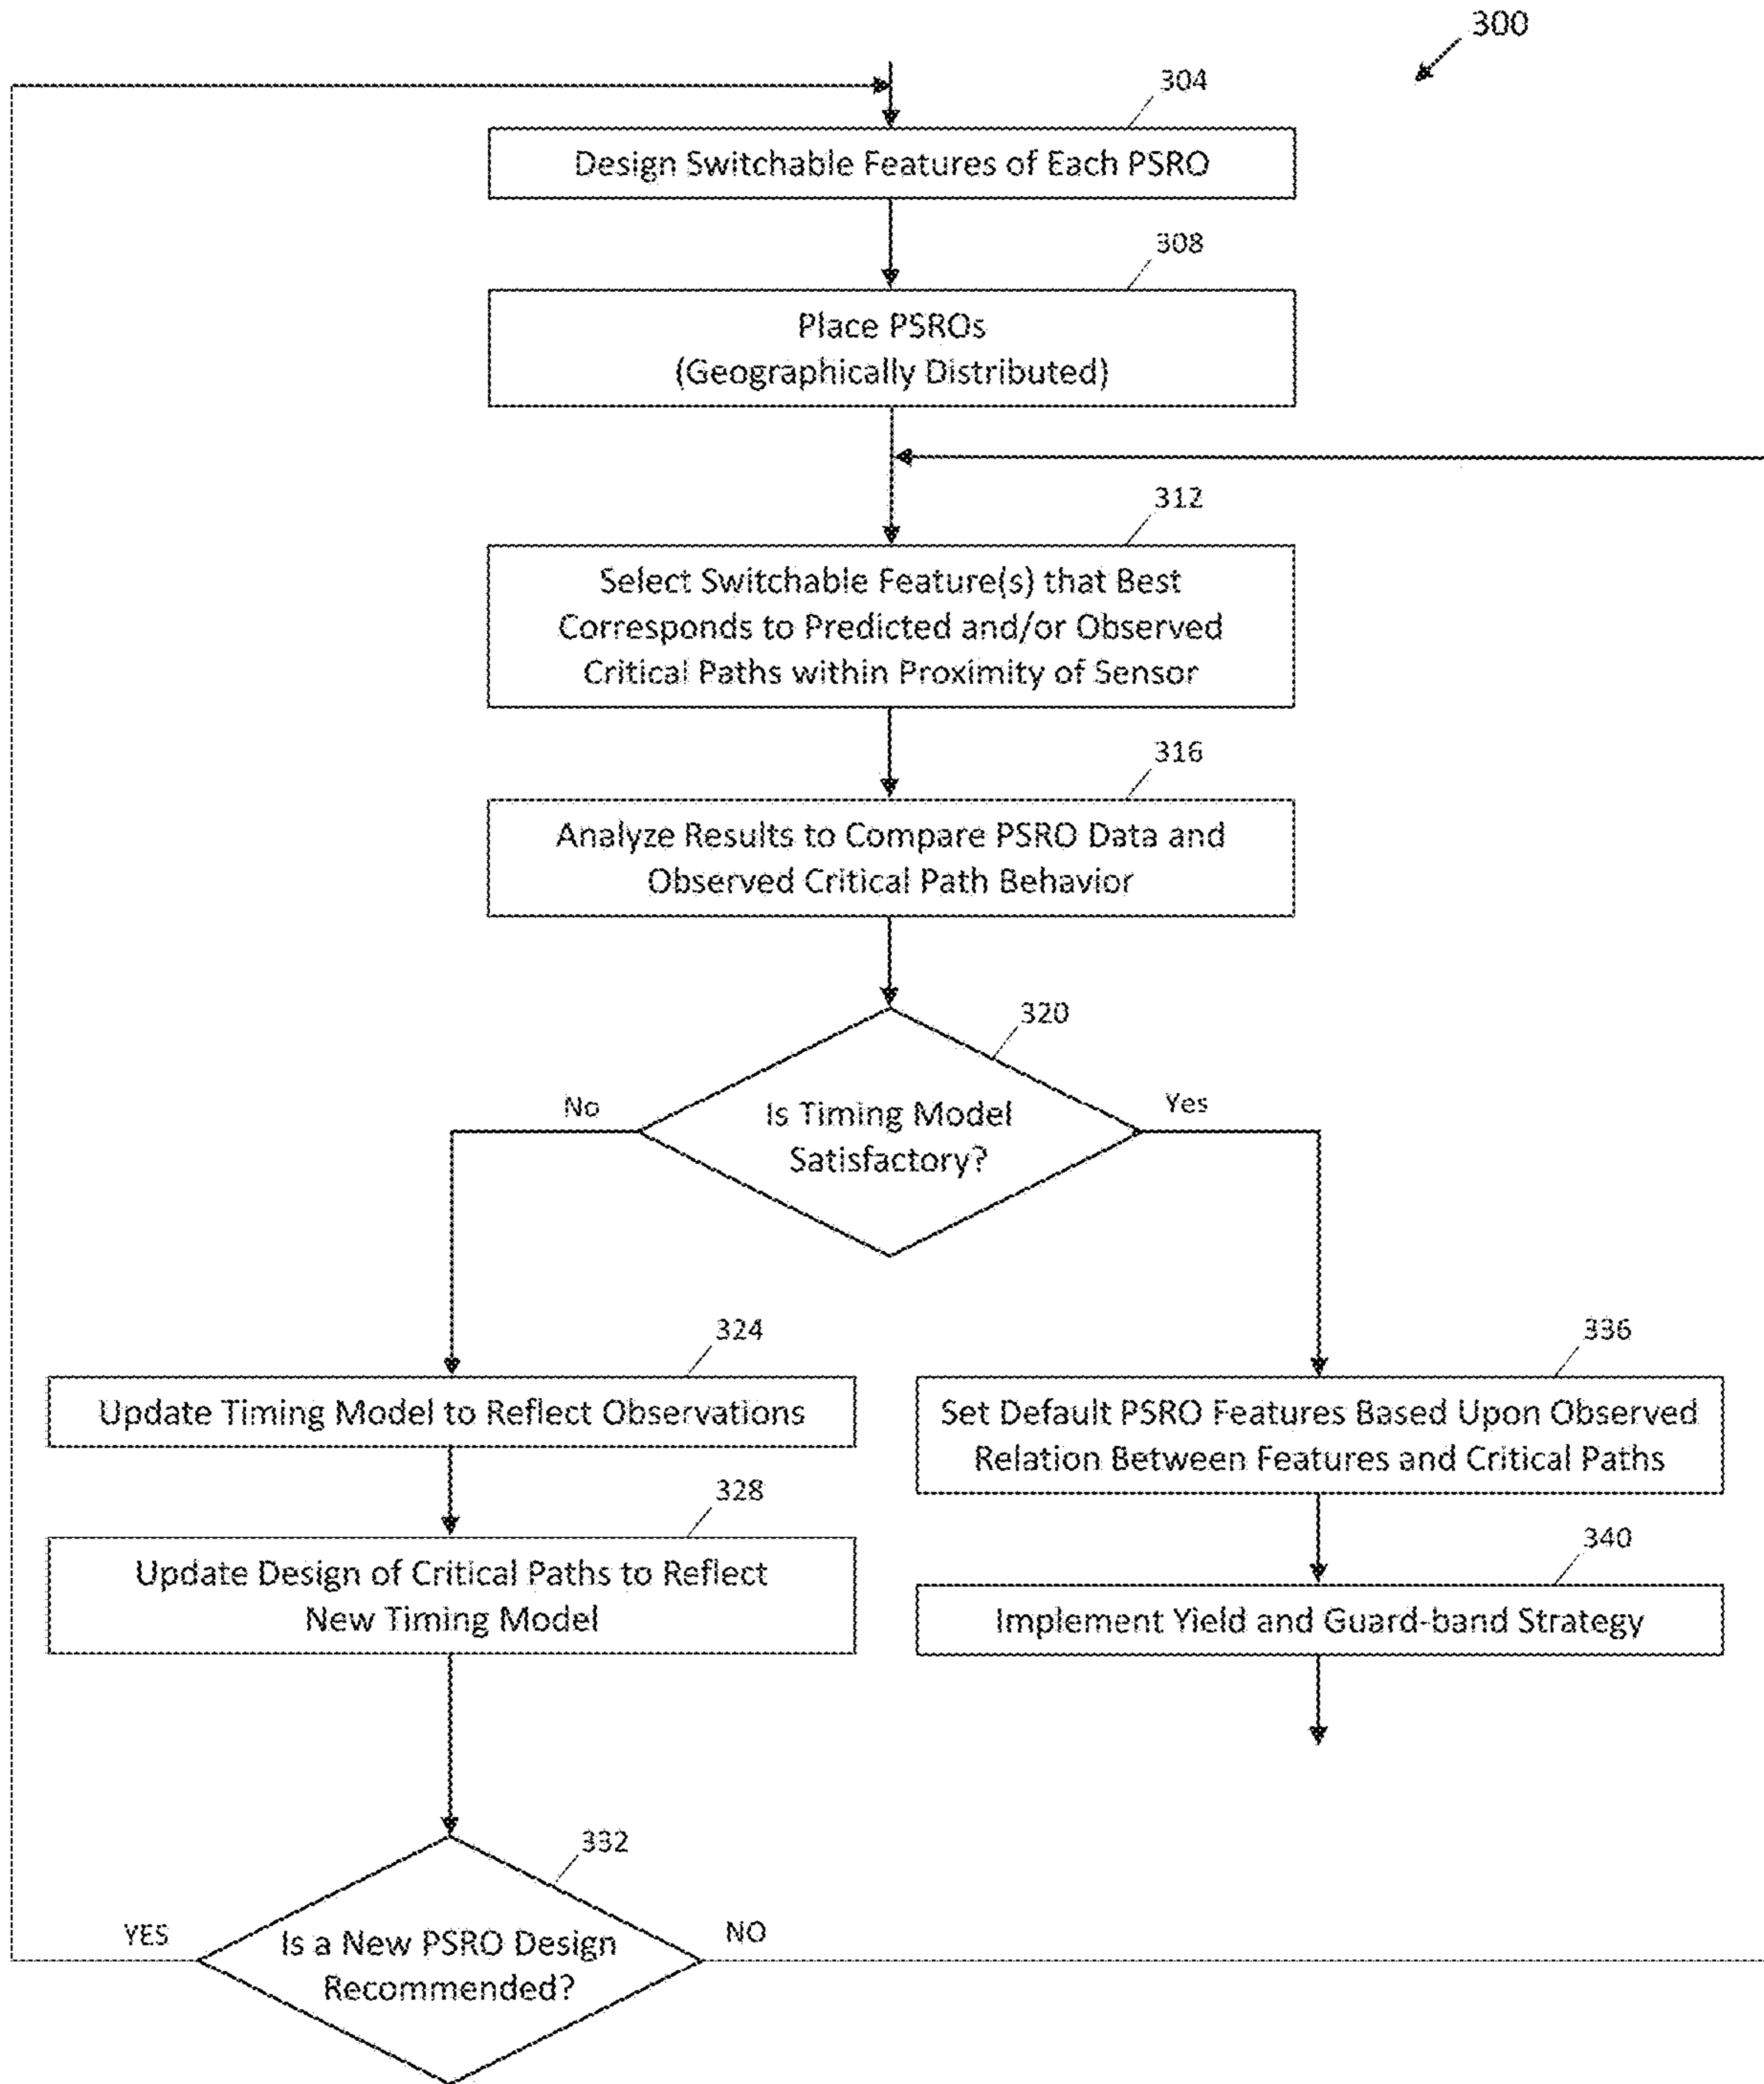 300
304
Design Switchable Features of Each PSRO
308
Place PSROs
(Geographically Distributed)
312
Select Switchable Feature(s) that Best
Corresponds to Predicted and/or Observed
Critical Paths within Proximity of Sensor
316
Analyze Results to Compare PSRO Data and
Observed Critical Path Behavior
320
No
Yes
Is Timing Model
Satisfactory?
324
Update Timing Model to Reflect Observations
336
Set Default PSRO Features Based Upon Observed
Relation Between Features and Critical Paths
328
Update Design of Critical Paths to Reflect
New Timing Model
340
Implement Yield and Guard-band Strategy
332
YES
NO
Is a New PSRO Design
Recommended?